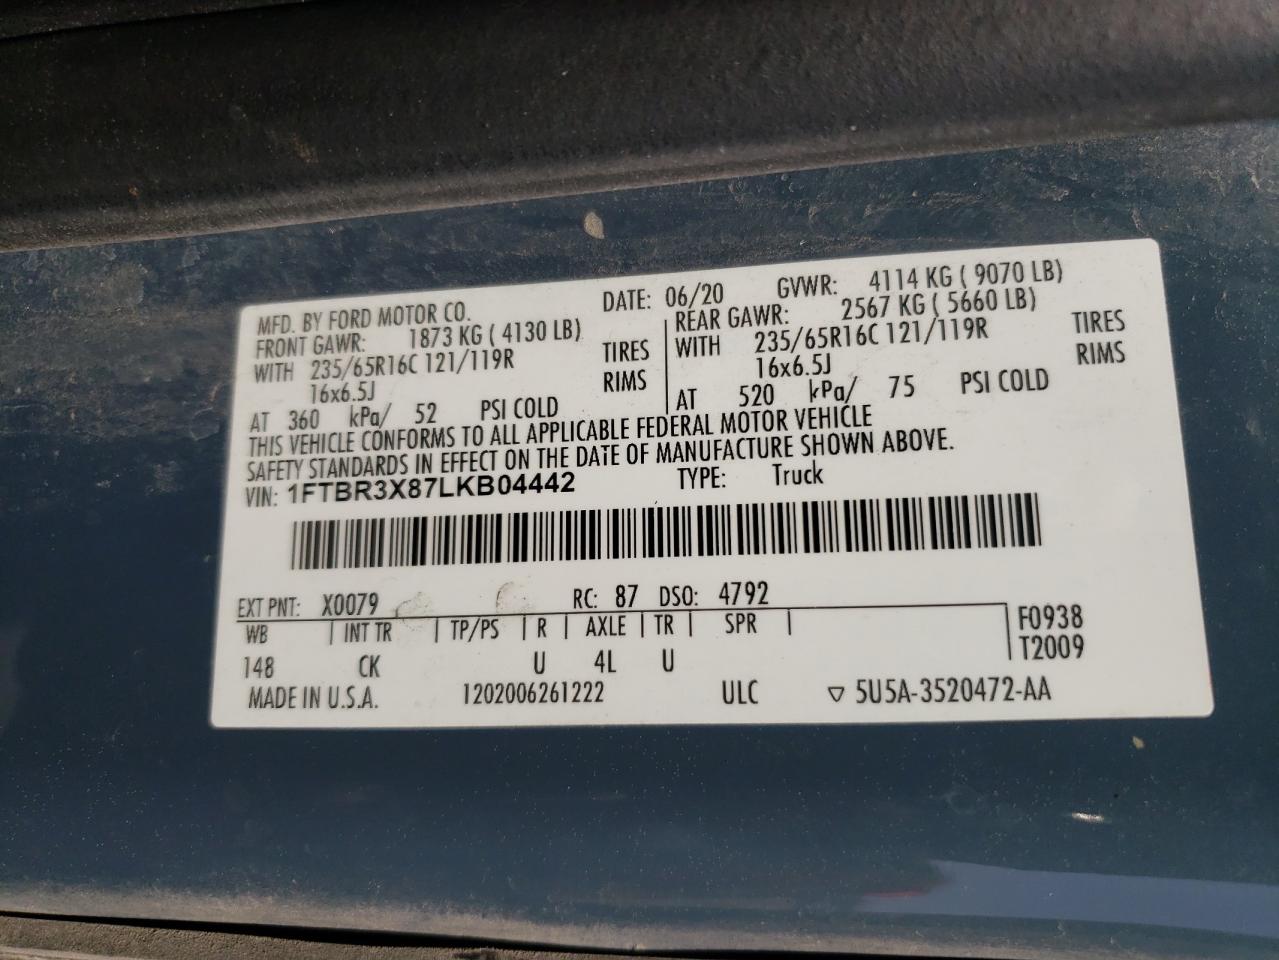 MFD. BY FORD MOTOR CO. DATE: 06/20 GVWR: 4114 KG ( 9070 LB)
FRONT GAWR: 1873 KG ( 4130 LB) REAR GAWR: 2567 KG ( 5660 LB)
WITH 235/65R16C 121/119R TIRES WITH 235/65R16C 121/119R TIRES
16x6.5J RIMS 16x6.5J RIMS
AT 360 kPa/ 52 PSI COLD AT 520 kPa/ 75 PSI COLD
THIS VEHICLE CONFORMS TO ALL APPLICABLE FEDERAL MOTOR VEHICLE
SAFETY STANDARDS IN EFFECT ON THE DATE OF MANUFACTURE SHOWN ABOVE.
VIN: 1FTBR3X87LKB04442 TYPE: Truck
EXT PNT: X0079 RC: 87 DSO: 4792
WB INT TR TP/PS R AXLE TR SPR F0938
148 CK U 4L U T2009
MADE IN U.S.A. 1202006261222 ULC ▽ 5U5A-3520472-AA